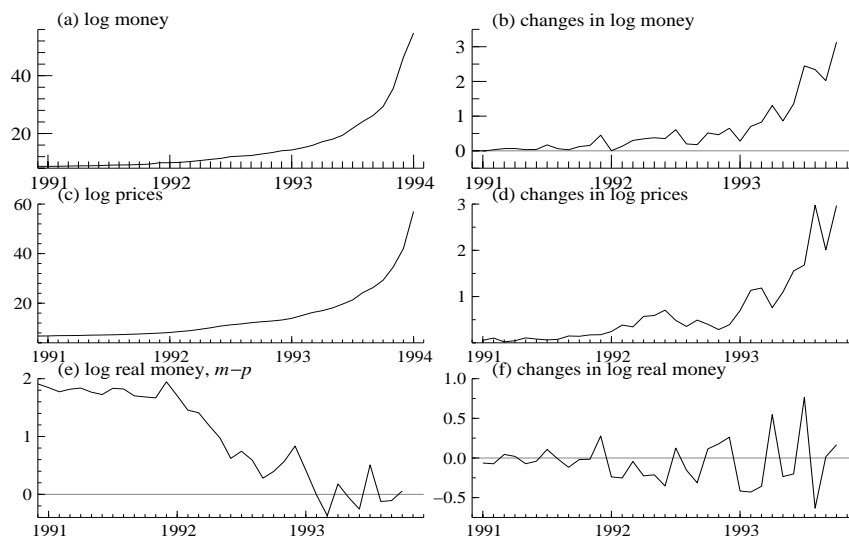 (a) log money
40
20
1991 1992 1993 1994
(b) changes in log money
3
2
1
0
1991 1992 1993
(c) log prices
60
40
20
1991 1992 1993 1994
(d) changes in log prices
3
2
1
1991 1992 1993
(e) log real money, m−p
2
1
0
1991 1992 1993
(f) changes in log real money
1.0
0.5
0.0
−0.5
1991 1992 1993